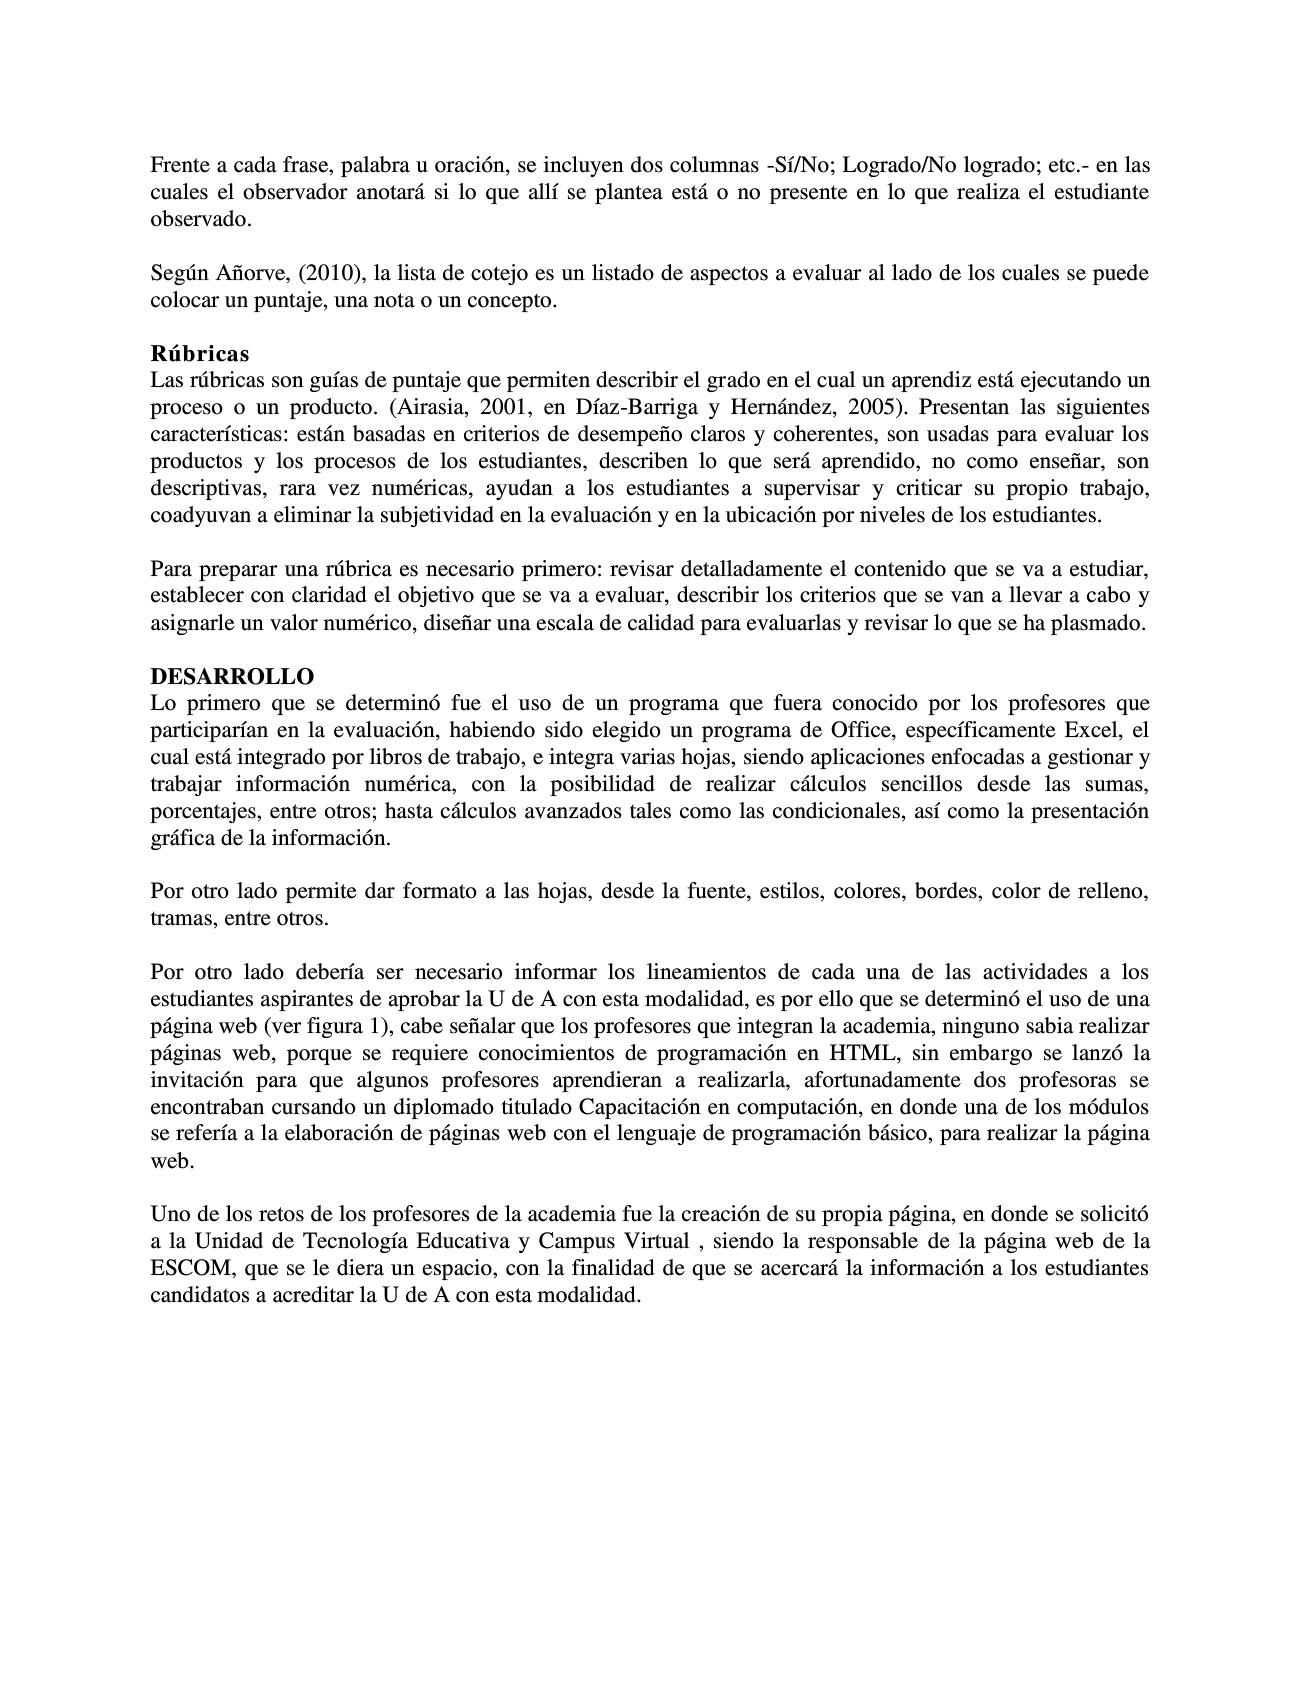 Frente a cada frase, palabra u oración, se incluyen dos columnas -Sí/No; Logrado/No logrado; etc.- en las
cuales el observador anotará si lo que allí se plantea está o no presente en lo que realiza el estudiante
observado.
Según Añorve, (2010), la lista de cotejo es un listado de aspectos a evaluar al lado de los cuales se puede
colocar un puntaje, una nota o un concepto.
Rúbricas
Las rúbricas son guías de puntaje que permiten describir el grado en el cual un aprendiz está ejecutando un
proceso o un producto. (Airasia, 2001, en Díaz-Barriga y Hernández, 2005). Presentan las siguientes
características: están basadas en criterios de desempeño claros y coherentes, son usadas para evaluar los
productos y los procesos de los estudiantes, describen lo que será aprendido, no como enseñar, son
descriptivas, rara vez numéricas, ayudan a los estudiantes a supervisar y criticar su propio trabajo,
coadyuvan a eliminar la subjetividad en la evaluación y en la ubicación por niveles de los estudiantes.
Para preparar una rúbrica es necesario primero: revisar detalladamente el contenido que se va a estudiar,
establecer con claridad el objetivo que se va a evaluar, describir los criterios que se van a llevar a cabo y
asignarle un valor numérico, diseñar una escala de calidad para evaluarlas y revisar lo que se ha plasmado.
DESARROLLO
Lo primero que se determinó fue el uso de un programa que fuera conocido por los profesores que
participarían en la evaluación, habiendo sido elegido un programa de Office, específicamente Excel, el
cual está integrado por libros de trabajo, e integra varias hojas, siendo aplicaciones enfocadas a gestionar y
trabajar información numérica, con la posibilidad de realizar cálculos sencillos desde las sumas,
porcentajes, entre otros; hasta cálculos avanzados tales como las condicionales, así como la presentación
gráfica de la información.
Por otro lado permite dar formato a las hojas, desde la fuente, estilos, colores, bordes, color de relleno,
tramas, entre otros.
Por otro lado debería ser necesario informar los lineamientos de cada una de las actividades a los
estudiantes aspirantes de aprobar la U de A con esta modalidad, es por ello que se determinó el uso de una
página web (ver figura 1), cabe señalar que los profesores que integran la academia, ninguno sabia realizar
páginas web, porque se requiere conocimientos de programación en HTML, sin embargo se lanzó la
invitación para que algunos profesores aprendieran a realizarla, afortunadamente dos profesoras se
encontraban cursando un diplomado titulado Capacitación en computación, en donde una de los módulos
se refería a la elaboración de páginas web con el lenguaje de programación básico, para realizar la página
web.
Uno de los retos de los profesores de la academia fue la creación de su propia página, en donde se solicitó
a la Unidad de Tecnología Educativa y Campus Virtual , siendo la responsable de la página web de la
ESCOM, que se le diera un espacio, con la finalidad de que se acercará la información a los estudiantes
candidatos a acreditar la U de A con esta modalidad.